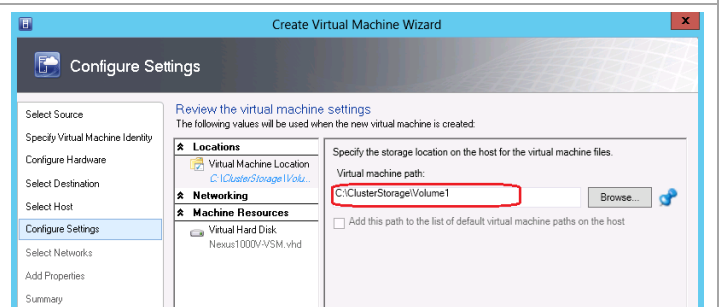 Create Virtual Machine Wizard
x
Configure Settings
Select Source
Specify Virtual Machine Identity
Configure Hardware
Select Destination
Select Host
Configure Settings
Select Networks
Add Properties
Summary
Review the virtual machine settings
The following values will be used when the new virtual machine is created:
Locations
Virtual Machine Location
C:\ClusterStorage\Volu...
Networking
Machine Resources
Virtual Hard Disk
Nexus1000V-VSM.vhd
Specify the storage location on the host for the virtual machine files.
Virtual machine path:
C:\ClusterStorage\Volume1
Browse...
Add this path to the list of default virtual machine paths on the host